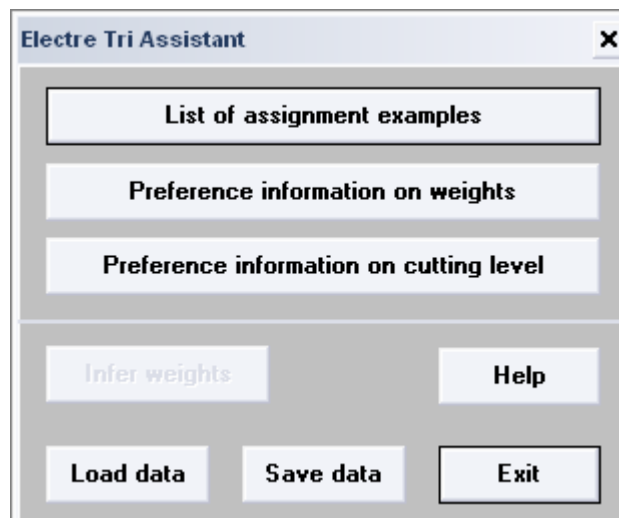 Electre Tri Assistant
List of assignment examples
Preference information on weights
Preference information on cutting level
Infer weights
Help
Load data
Save data
Exit